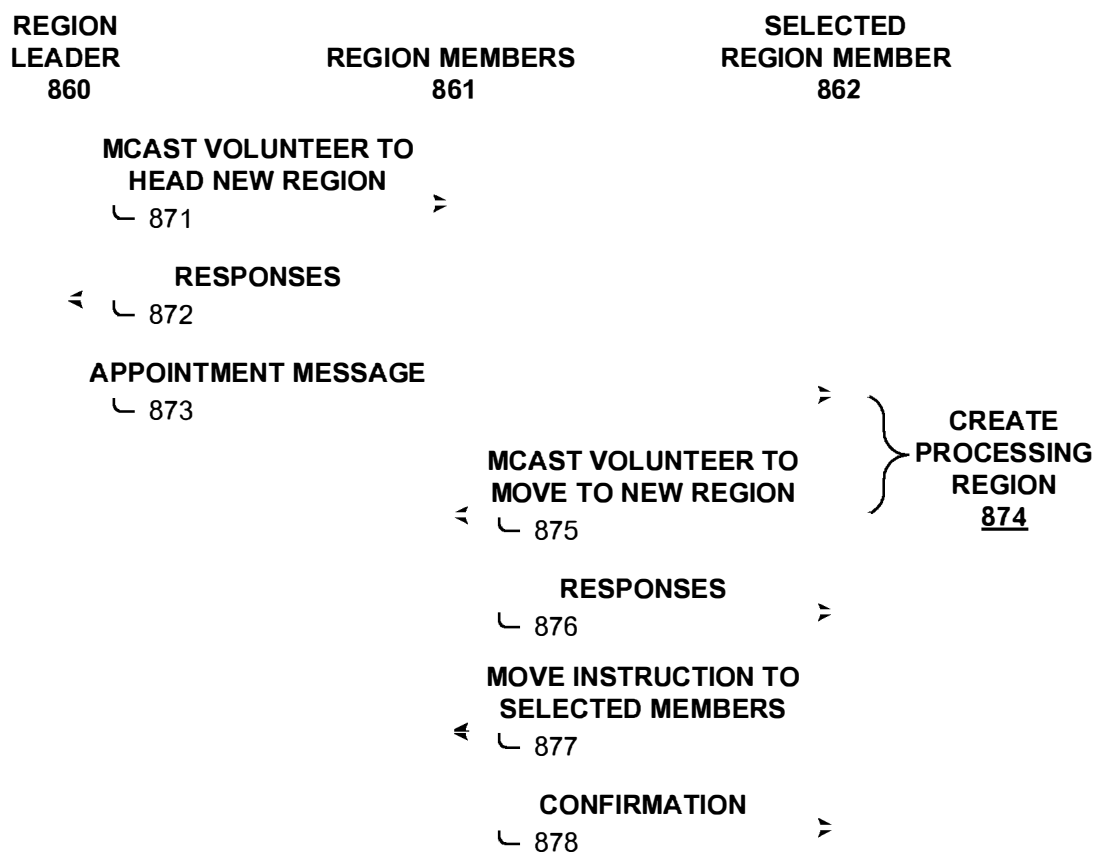 REGION
LEADER
860
REGION MEMBERS
861
SELECTED
REGION MEMBER
862
MCAST VOLUNTEER TO
HEAD NEW REGION
871
RESPONSES
872
APPOINTMENT MESSAGE
873
CREATE
PROCESSING
REGION
874
MCAST VOLUNTEER TO
MOVE TO NEW REGION
875
RESPONSES
876
MOVE INSTRUCTION TO
SELECTED MEMBERS
877
CONFIRMATION
878